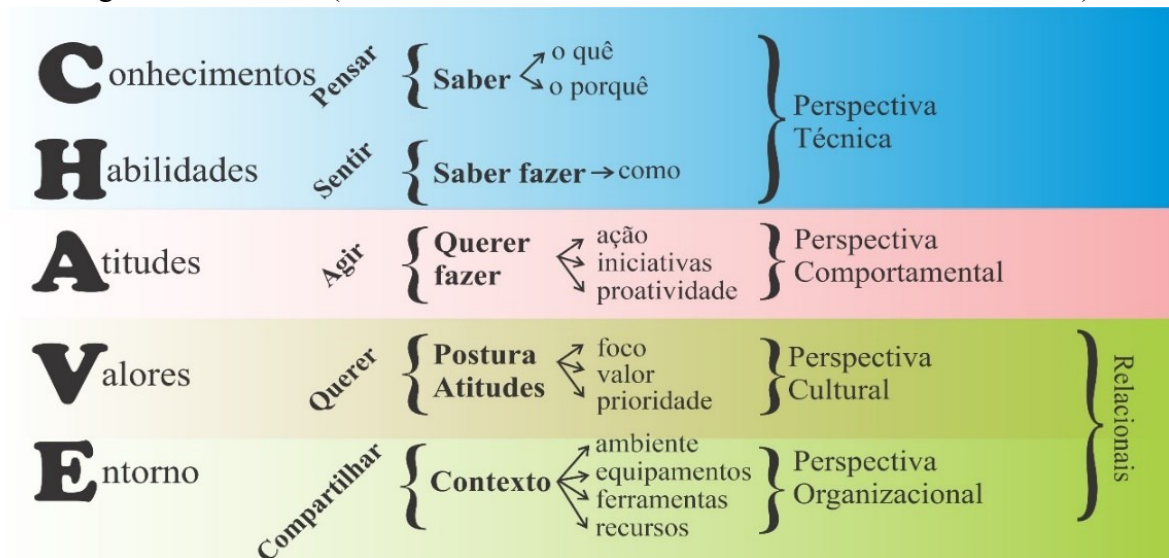 Conhecimentos
Pensar
Saber
o quê
o porquê
Perspectiva
Técnica
Habilidades
Sentir
Saber fazer
como
Atitudes
Agir
Querer
fazer
ação
iniciativas
proatividade
Perspectiva
Comportamental
Valores
Querer
Postura
Atitudes
foco
valor
prioridade
Perspectiva
Cultural
Entorno
Compartilhar
Contexto
ambiente
equipamentos
ferramentas
recursos
Perspectiva
Organizacional
Relacionais